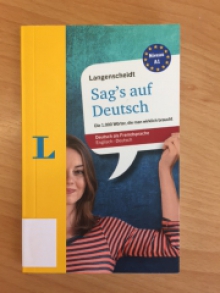 Niveau
A1
Langenscheidt
Sag's auf
Deutsch
Die 1.000 Wörter, die man wirklich braucht
Deutsch als Fremdsprache
Englisch - Deutsch
L